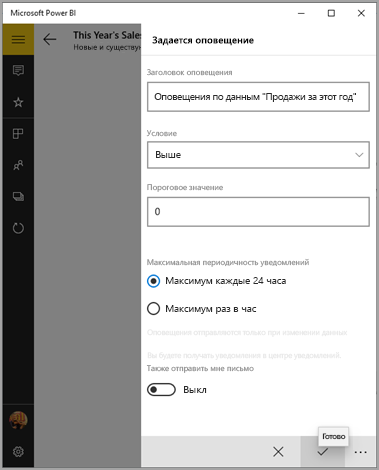 Microsoft Power BI
This Year's Sales
Новые и существую
Задается оповещение
Заголовок оповещения
Оповещения по данным "Продажи за этот год"
Условие
Выше
Пороговое значение
0
Максимальная периодичность уведомлений
Максимум каждые 24 часа
Максимум раз в час
Оповещения отправляются только при изменении данных
Вы будете получать уведомления в центре уведомлений.
Также отправить мне письмо
Выкл
Готово